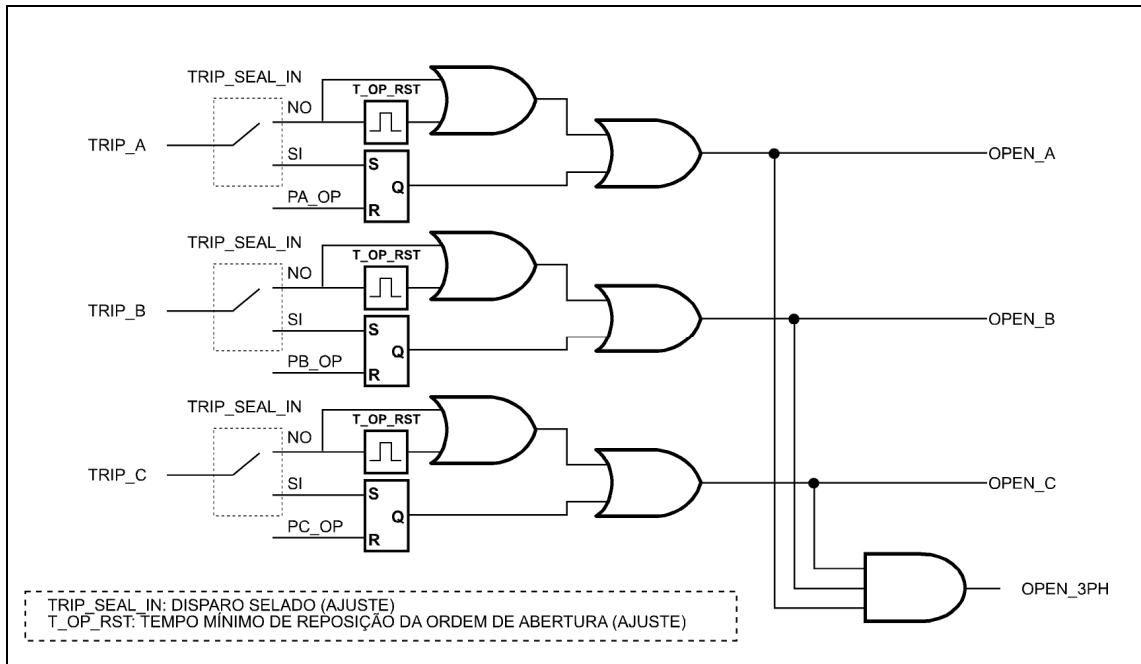 TRIP_SEAL_IN
T_OP_RST
NO
TRIP_A
SI
S
Q
PA_OP
R
OPEN_A
TRIP_SEAL_IN
T_OP_RST
NO
TRIP_B
SI
S
Q
PB_OP
R
OPEN_B
TRIP_SEAL_IN
T_OP_RST
NO
TRIP_C
SI
S
Q
PC_OP
R
OPEN_C
OPEN_3PH
TRIP_SEAL_IN: DISPARO SELADO (AJUSTE)
T_OP_RST: TEMPO MÍNIMO DE REPOSIÇÃO DA ORDEM DE ABERTURA (AJUSTE)